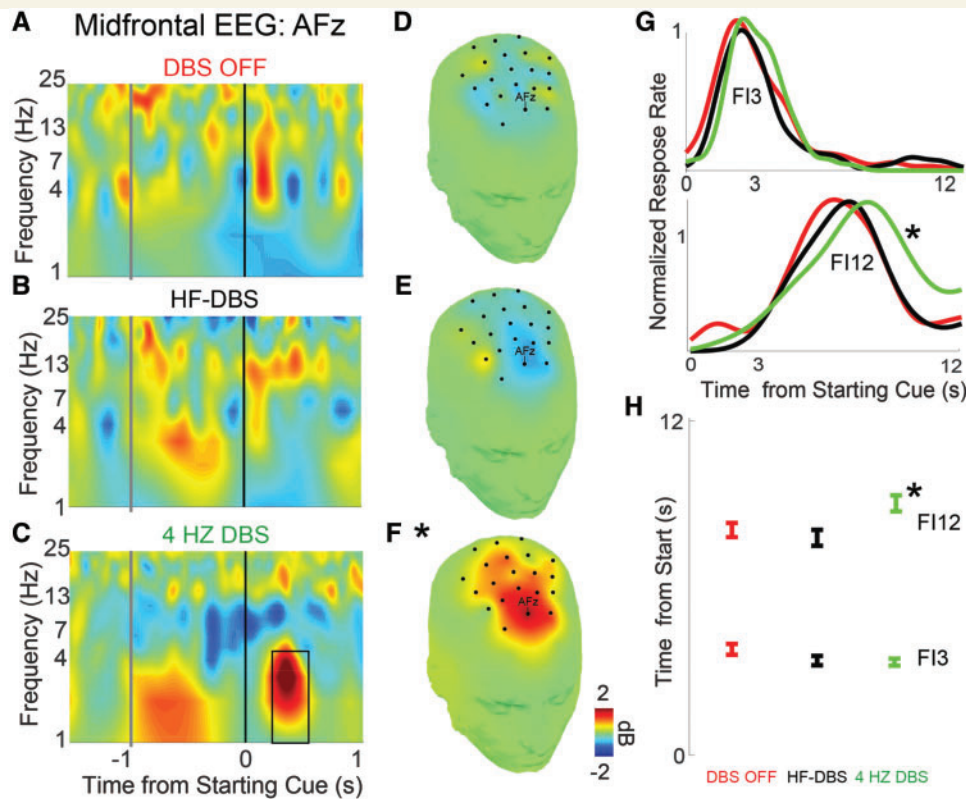 A Midfrontal EEG: AFz
DBS OFF
Frequency (Hz)
25
13
7
4
1
B HF-DBS
Frequency (Hz)
25
13
7
4
1
C 4 HZ DBS
Frequency (Hz)
25
13
7
4
1
-1 0 1
Time from Starting Cue (s)
D
AFz
E
AFz
F *
AFz
2
dB
-2
G
Normalized Response Rate
1
FI3
0 3 12
1
FI12
*
0 3 12
Time from Starting Cue (s)
H
Time from Start (s)
12
*
FI12
FI3
0
DBS OFF HF-DBS 4 HZ DBS